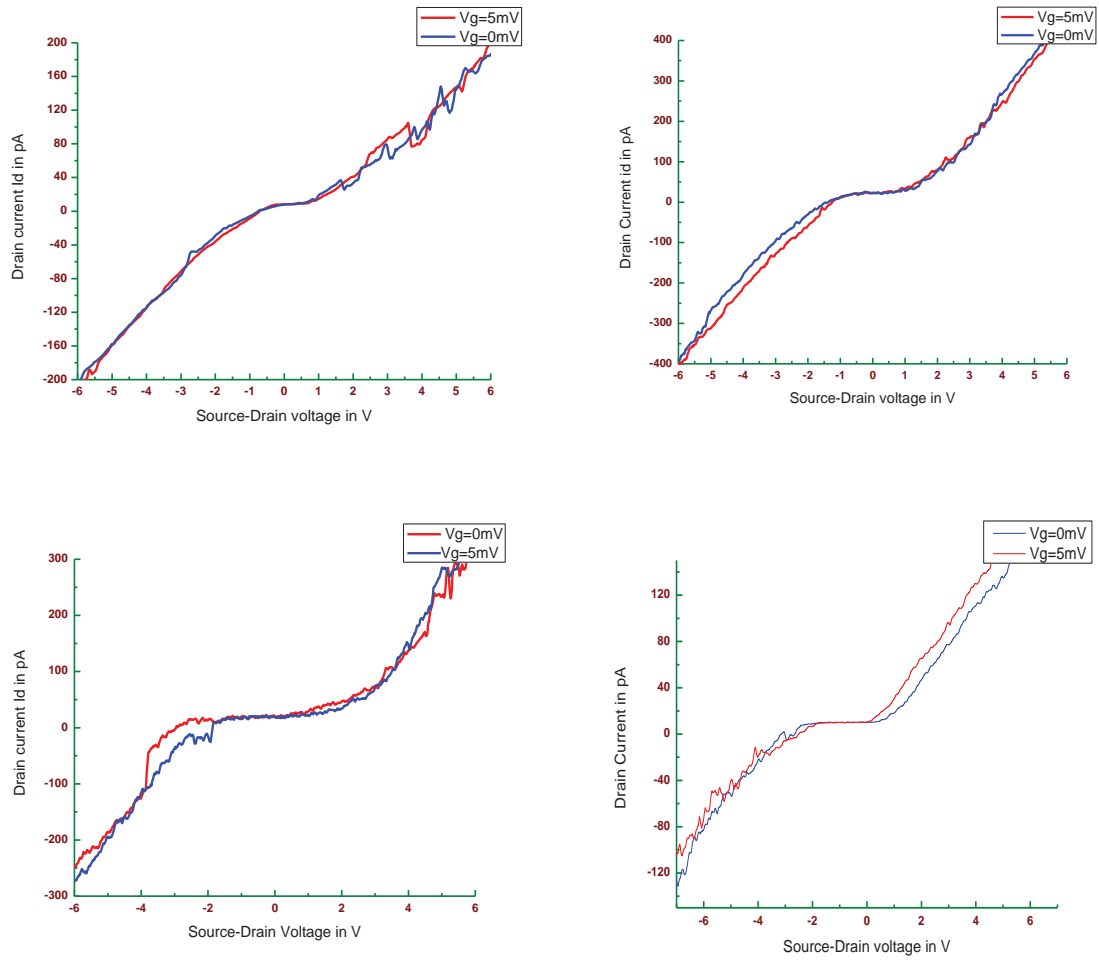 Vg=5mV
Vg=0mV
200
160
120
80
40
0
-40
-80
-120
-160
-200
Drain current Id in pA
-6 -5 -4 -3 -2 -1 0 1 2 3 4 5 6
Source-Drain voltage in V
Vg=5mV
Vg=0mV
400
300
200
100
0
-100
-200
-300
-400
Drain Current id in pA
-6 -5 -4 -3 -2 -1 0 1 2 3 4 5 6
Source-Drain voltage in V
Vg=0mV
Vg=5mV
300
200
100
0
-100
-200
-300
Drain current Id in pA
-6 -4 -2 0 2 4 6
Source-Drain Voltage in V
Vg=0mV
Vg=5mV
120
80
40
0
-40
-80
-120
Drain Current in pA
-6 -4 -2 0 2 4 6
Source-Drain voltage in V